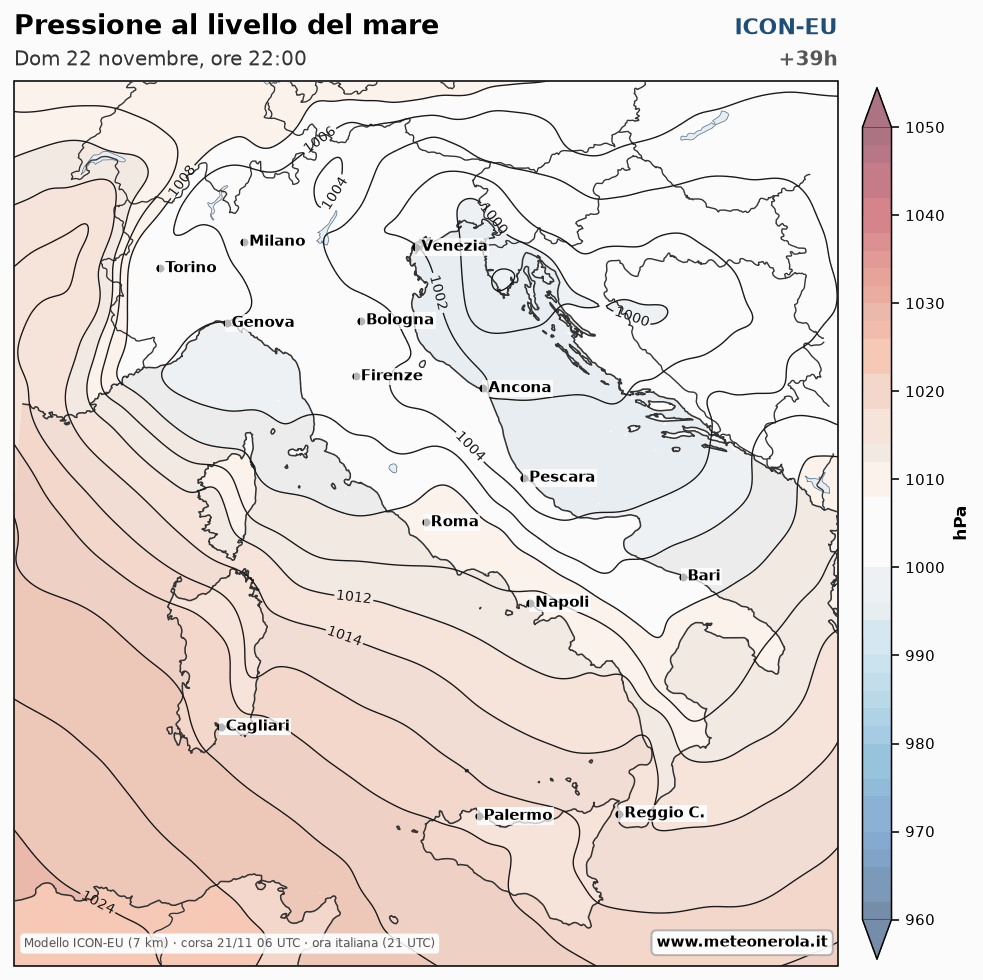 Pressione al livello del mare
ICON-EU
Dom 22 novembre, ore 22:00
+39h
1006
1008
1004
1000
Milano
Venezia
Torino
1002
Genova
Bologna
1000
Firenze
Ancona
1004
Pescara
Roma
Bari
1012
Napoli
1014
Cagliari
Palermo
Reggio C.
1024
Modello ICON-EU (7 km) · corsa 21/11 06 UTC · ora italiana (21 UTC)
www.meteonerola.it
1050
1040
1030
1020
1010
1000
990
980
970
960
hPa